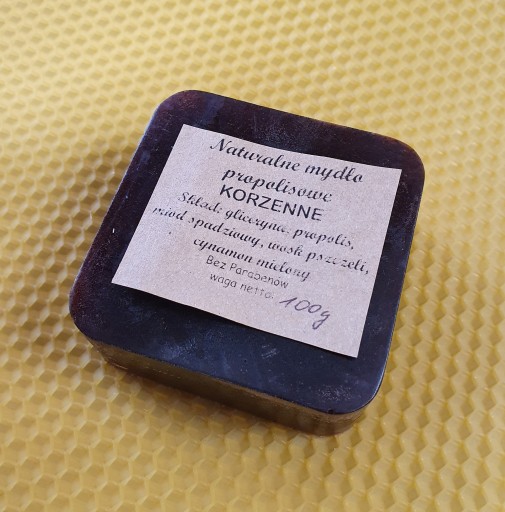 Naturalne mydło
propolisowe
KORZENNE
Skład: gliceryna, propolis,
miód spadziowy, wosk pszczeli,
cynamon mielony
Bez Parabenów
waga netto: 100g